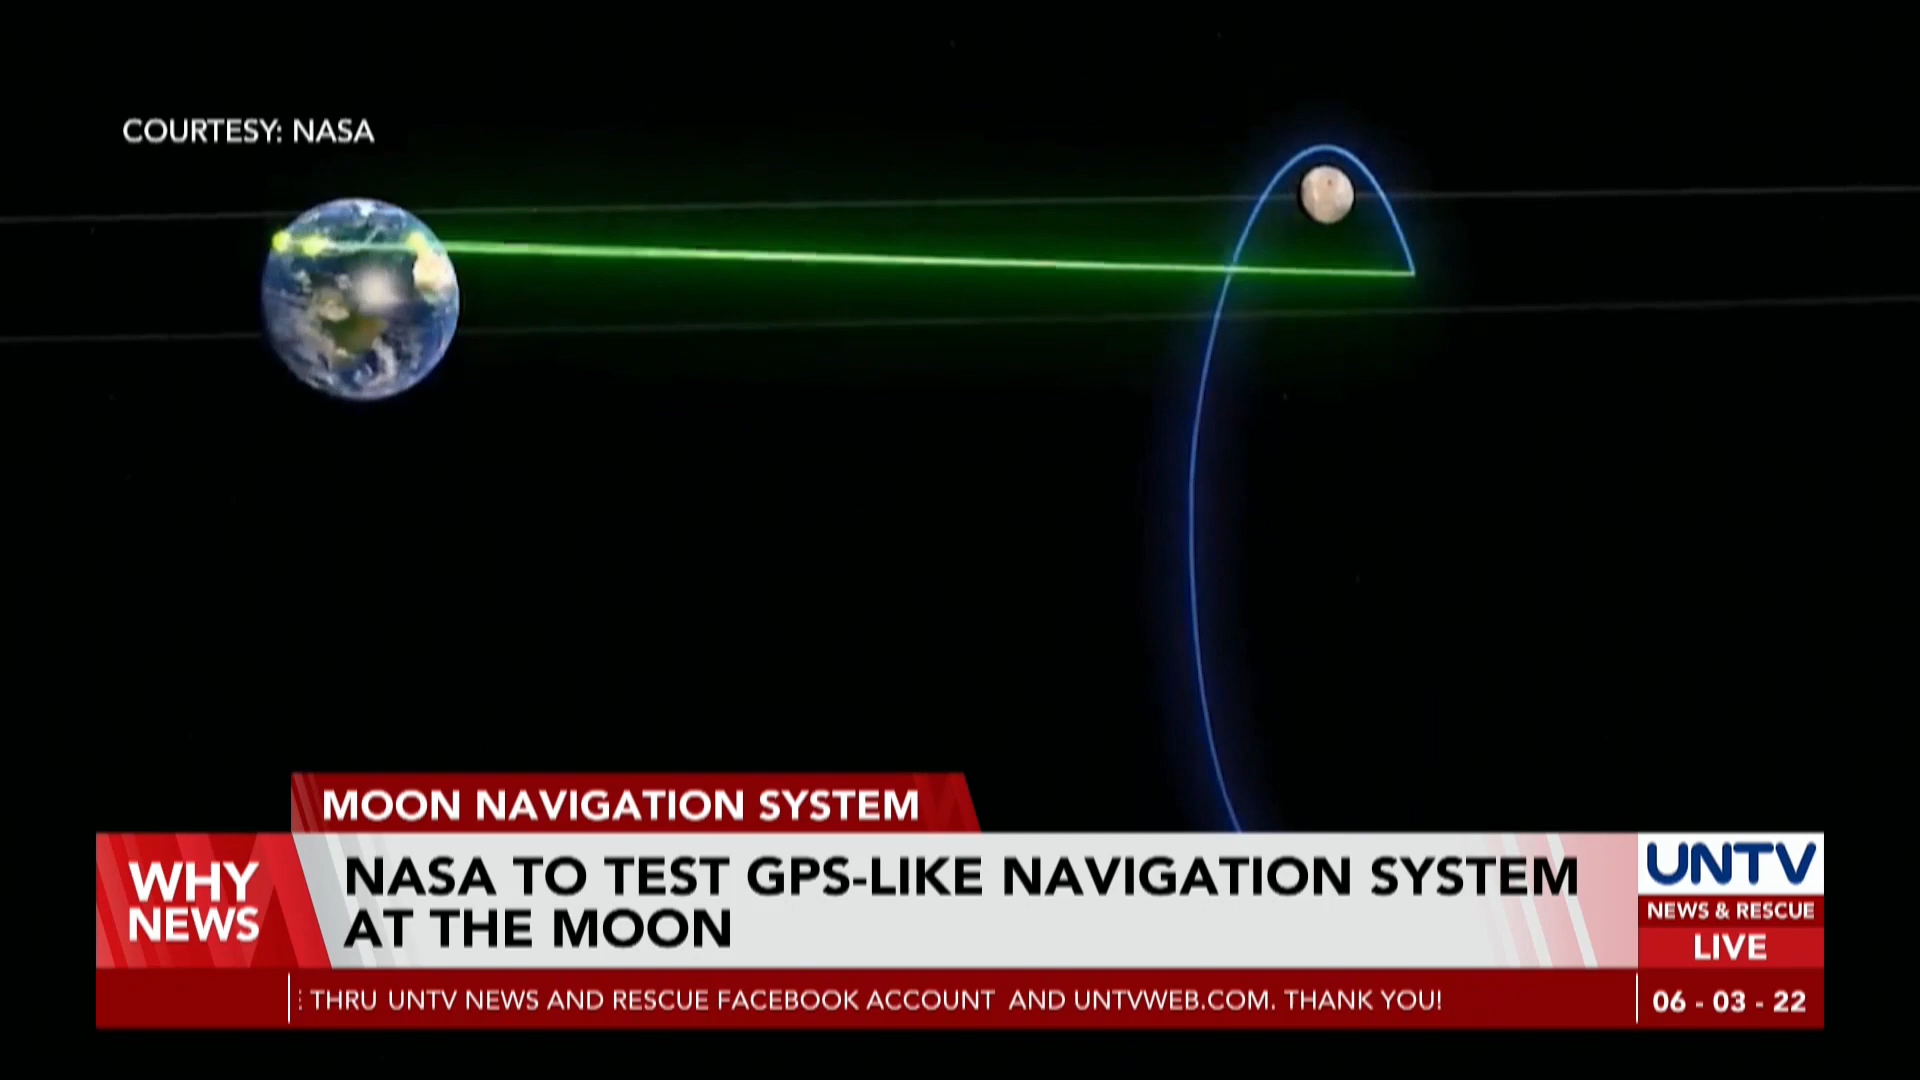 COURTESY: NASA
MOON NAVIGATION SYSTEM
WHY
NEWS
NASA TO TEST GPS-LIKE NAVIGATION SYSTEM
AT THE MOON
UNTV
NEWS & RESCUE
LIVE
THRU UNTV NEWS AND RESCUE FACEBOOK ACCOUNT AND UNTVWEB.COM. THANK YOU!
06 - 03 - 22